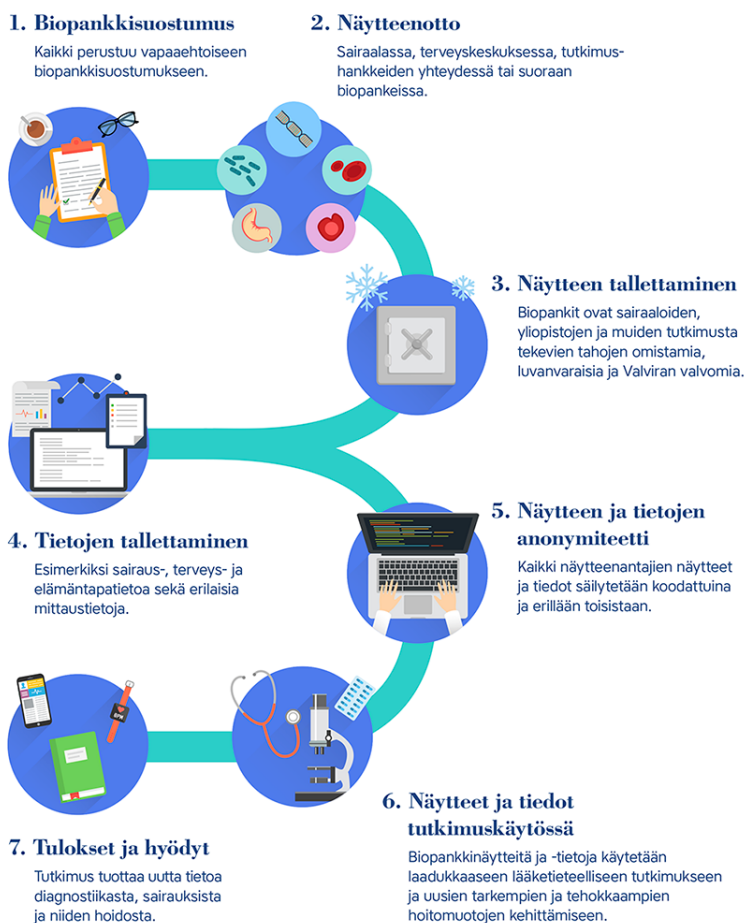 1. Biopankkisuostumus
Kaikki perustuu vapaaehtoiseen
biopankkisuostumukseen.
2. Näytteenotto
Sairaalassa, terveyskeskuksessa, tutkimus-
hankkeiden yhteydessä tai suoraan
biopankeissa.
3. Näytteen tallettaminen
Biopankit ovat sairaaloiden,
yliopistojen ja muiden tutkimusta
tekevien tahojen omistamia,
luvanvaraisia ja Valviran valvomia.
4. Tietojen tallettaminen
Esimerkiksi sairaus-, terveys- ja
elämäntapatietoa sekä erilaisia
mittaustietoja.
5. Näytteen ja tietojen
anonymiteetti
Kaikki näytteenantajien näytteet
ja tiedot säilytetään koodattuina
ja erillään toisistaan.
6. Näytteet ja tiedot
tutkimuskäytössä
Biopankkinäytteitä ja -tietoja käytetään
laadukkaaseen lääketieteelliseen tutkimukseen
ja uusien tarkempien ja tehokkaampien
hoitomuotojen kehittämiseen.
7. Tulokset ja hyödyt
Tutkimus tuottaa uutta tietoa
diagnostiikasta, sairauksista
ja niiden hoidosta.